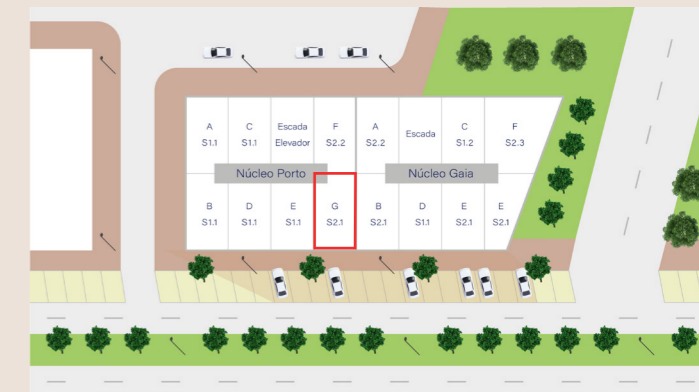 A C Escada F A Escada C F
S1.1 S1.1 Elevador S2.2 S2.2 S1.2 S2.3
Núcleo Porto Núcleo Gaia
B D E G B D E E
S1.1 S1.1 S1.1 S2.1 S2.1 S1.1 S2.1 S2.1